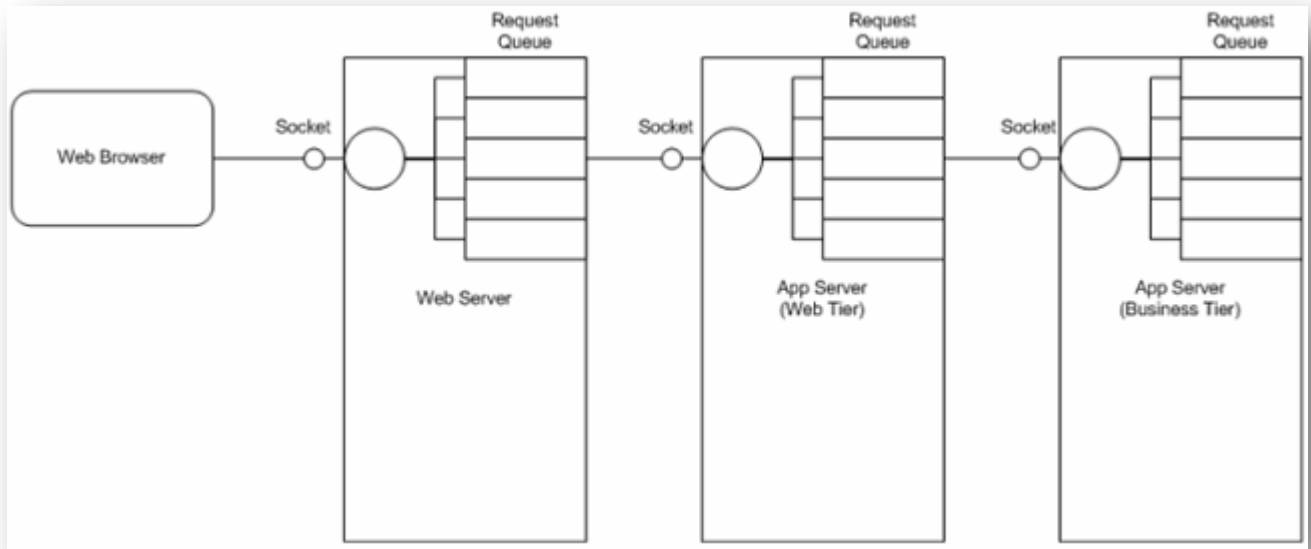 Request
Queue
Request
Queue
Request
Queue
Web Browser
Socket
Socket
Socket
Web Server
App Server
(Web Tier)
App Server
(Business Tier)